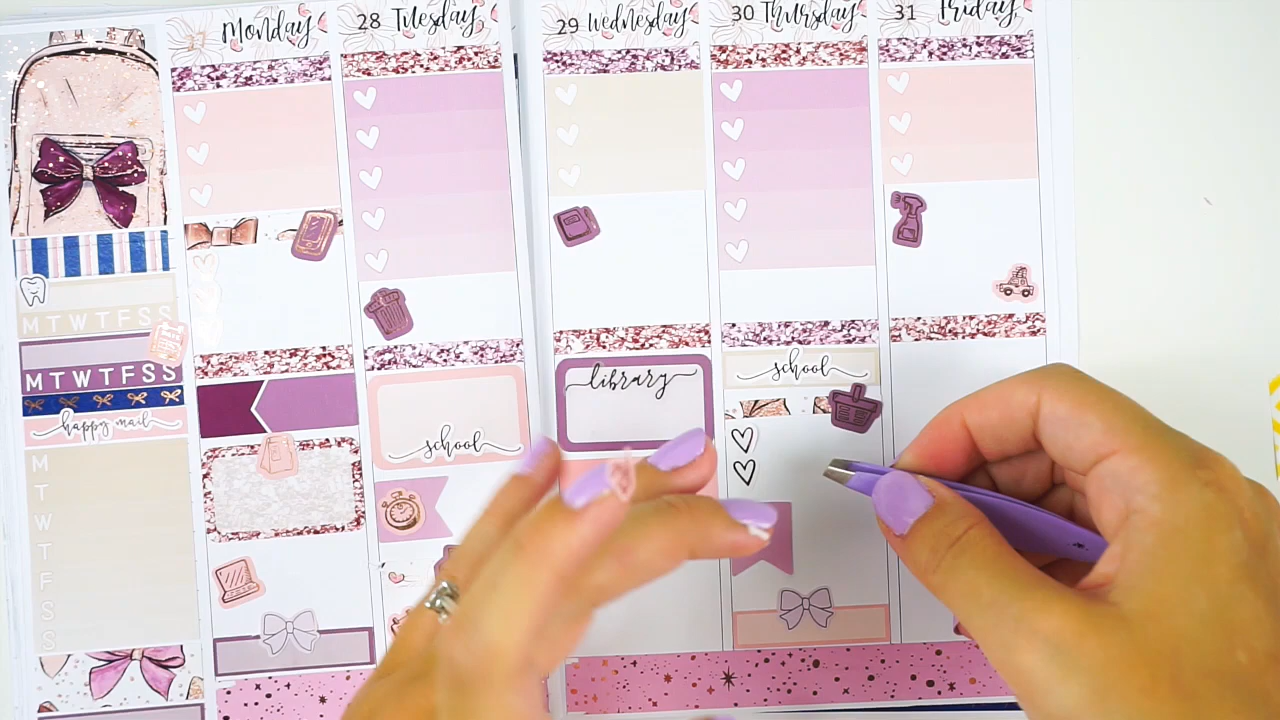 Monday
28 Tuesday
29 Wednesday
30 Thursday
31 Friday
MTWTFSS
MTWTFSS
happy mail
school
library
school
M
T
W
T
F
S
S